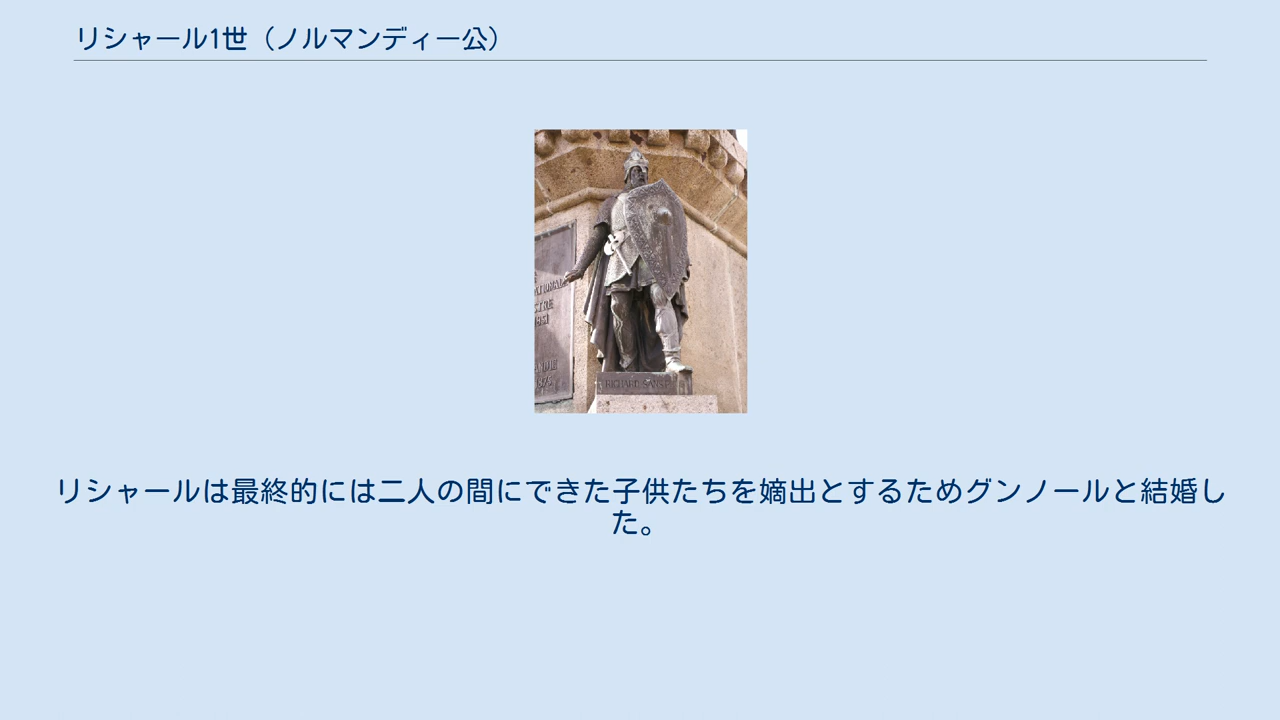 リシャール1世（ノルマンディー公）
RICHARD SANS
リシャールは最終的には二人の間にできた子供たちを嫡出とするためグンノールと結婚し
た。